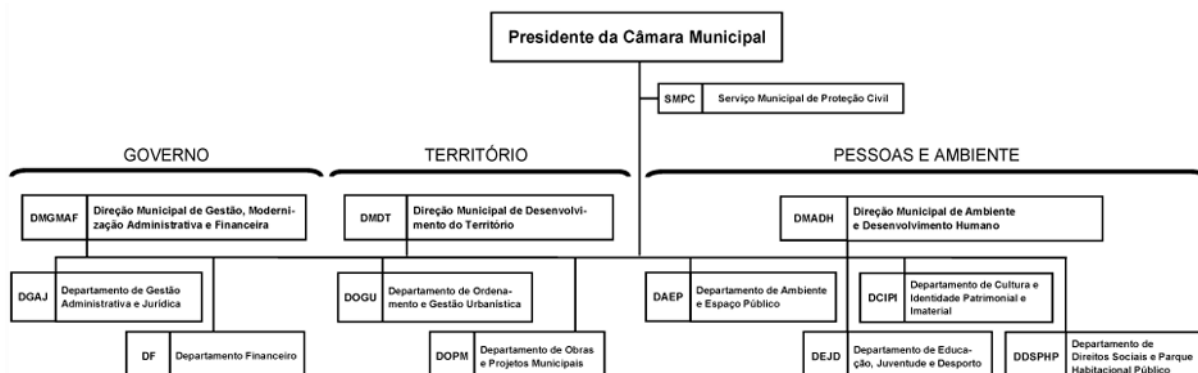 Presidente da Câmara Municipal
SMPC
Serviço Municipal de Proteção Civil
GOVERNO
TERRITÓRIO
PESSOAS E AMBIENTE
DMGMAF
Direção Municipal de Gestão, Moderni-
zação Administrativa e Financeira
DMDT
Direção Municipal de Desenvolvi-
mento do Território
DMADH
Direção Municipal de Ambiente
e Desenvolvimento Humano
DGAJ
Departamento de Gestão
Administrativa e Jurídica
DOGU
Departamento de Ordena-
mento e Gestão Urbanística
DAEP
Departamento de Ambiente
e Espaço Público
DCIPI
Departamento de Cultura e
Identidade Patrimonial e
Imaterial
DF
Departamento Financeiro
DOPM
Departamento de Obras
e Projetos Municipais
DEJD
Departamento de Educa-
ção, Juventude e Desporto
DDSPHP
Departamento de
Direitos Sociais e Parque
Habitacional Público